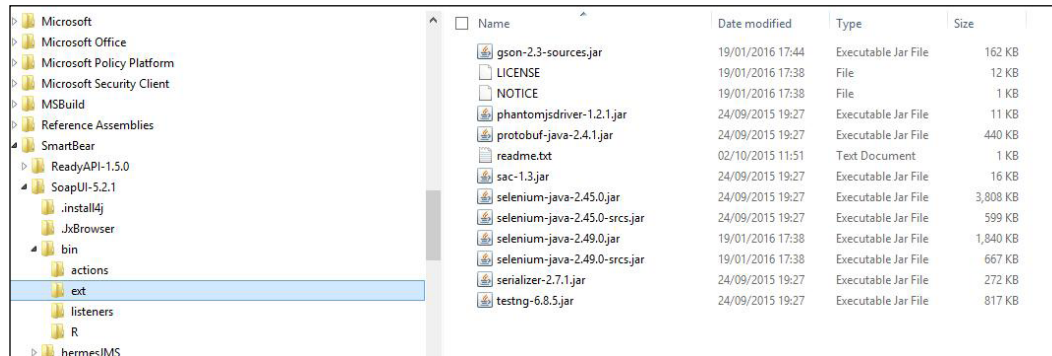 Microsoft
Microsoft Office
Microsoft Policy Platform
Microsoft Security Client
MSBuild
Reference Assemblies
SmartBear
ReadyAPI-1.5.0
SoapUI-5.2.1
.install4j
.JxBrowser
bin
actions
ext
listeners
R
hermesJMS
Name Date modified Type Size
gson-2.3-sources.jar 19/01/2016 17:44 Executable Jar File 162 KB
LICENSE 19/01/2016 17:38 File 12 KB
NOTICE 19/01/2016 17:38 File 1 KB
phantomjsdriver-1.2.1.jar 24/09/2015 19:27 Executable Jar File 11 KB
protobuf-java-2.4.1.jar 24/09/2015 19:27 Executable Jar File 440 KB
readme.txt 02/10/2015 11:51 Text Document 1 KB
sac-1.3.jar 24/09/2015 19:27 Executable Jar File 16 KB
selenium-java-2.45.0.jar 24/09/2015 19:27 Executable Jar File 3,808 KB
selenium-java-2.45.0-srcs.jar 24/09/2015 19:27 Executable Jar File 599 KB
selenium-java-2.49.0.jar 19/01/2016 17:38 Executable Jar File 1,840 KB
selenium-java-2.49.0-srcs.jar 19/01/2016 17:38 Executable Jar File 667 KB
serializer-2.7.1.jar 24/09/2015 19:27 Executable Jar File 272 KB
testng-6.8.5.jar 24/09/2015 19:27 Executable Jar File 817 KB